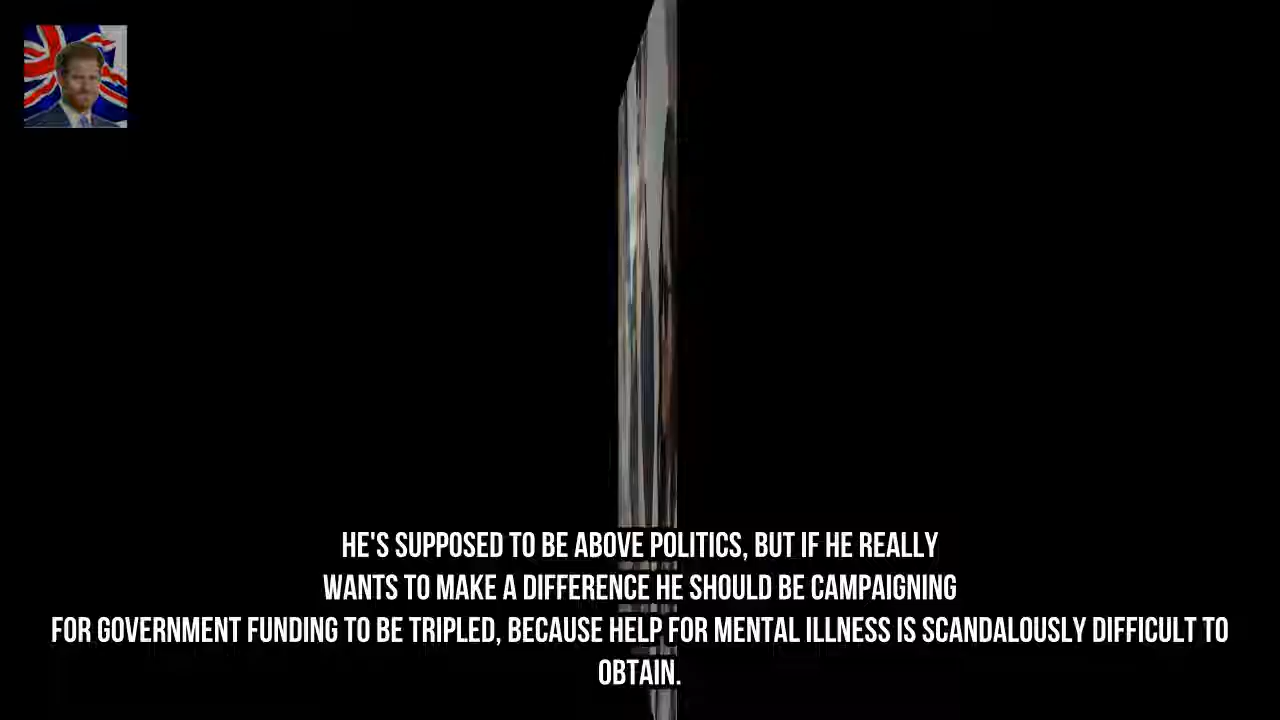 HE'S SUPPOSED TO BE ABOVE POLITICS, BUT IF HE REALLY
WANTS TO MAKE A DIFFERENCE HE SHOULD BE CAMPAIGNING
FOR GOVERNMENT FUNDING TO BE TRIPLED, BECAUSE HELP FOR MENTAL ILLNESS IS SCANDALOUSLY DIFFICULT TO
OBTAIN.